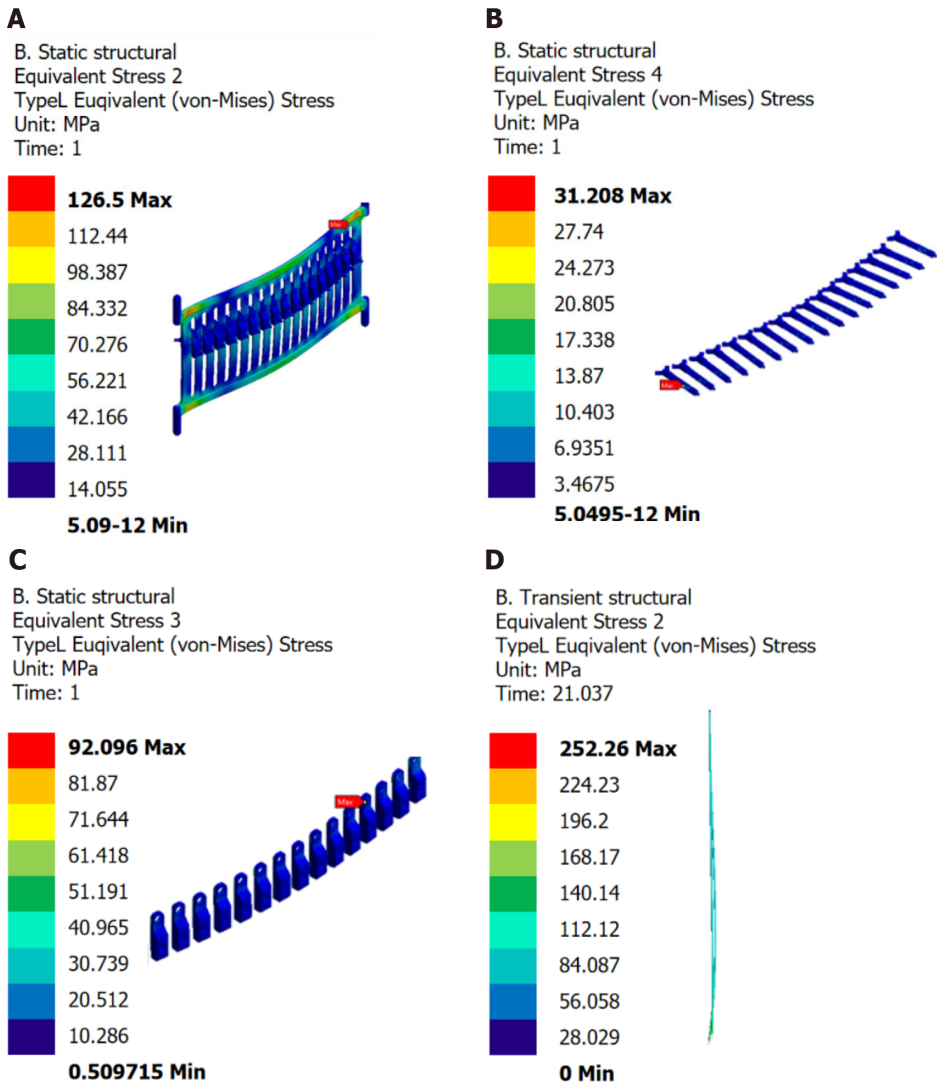 A
B. Static structural
Equivalent Stress 2
TypeL Euqivalent (von-Mises) Stress
Unit: MPa
Time: 1
126.5 Max
112.44
98.387
84.332
70.276
56.221
42.166
28.111
14.055
5.09-12 Min
Max
B
B. Static structural
Equivalent Stress 4
TypeL Euqivalent (von-Mises) Stress
Unit: MPa
Time: 1
31.208 Max
27.74
24.273
20.805
17.338
13.87
10.403
6.9351
3.4675
5.0495-12 Min
Max
C
B. Static structural
Equivalent Stress 3
TypeL Euqivalent (von-Mises) Stress
Unit: MPa
Time: 1
92.096 Max
81.87
71.644
61.418
51.191
40.965
30.739
20.512
10.286
0.509715 Min
Max
D
B. Transient structural
Equivalent Stress 2
TypeL Euqivalent (von-Mises) Stress
Unit: MPa
Time: 21.037
252.26 Max
224.23
196.2
168.17
140.14
112.12
84.087
56.058
28.029
0 Min